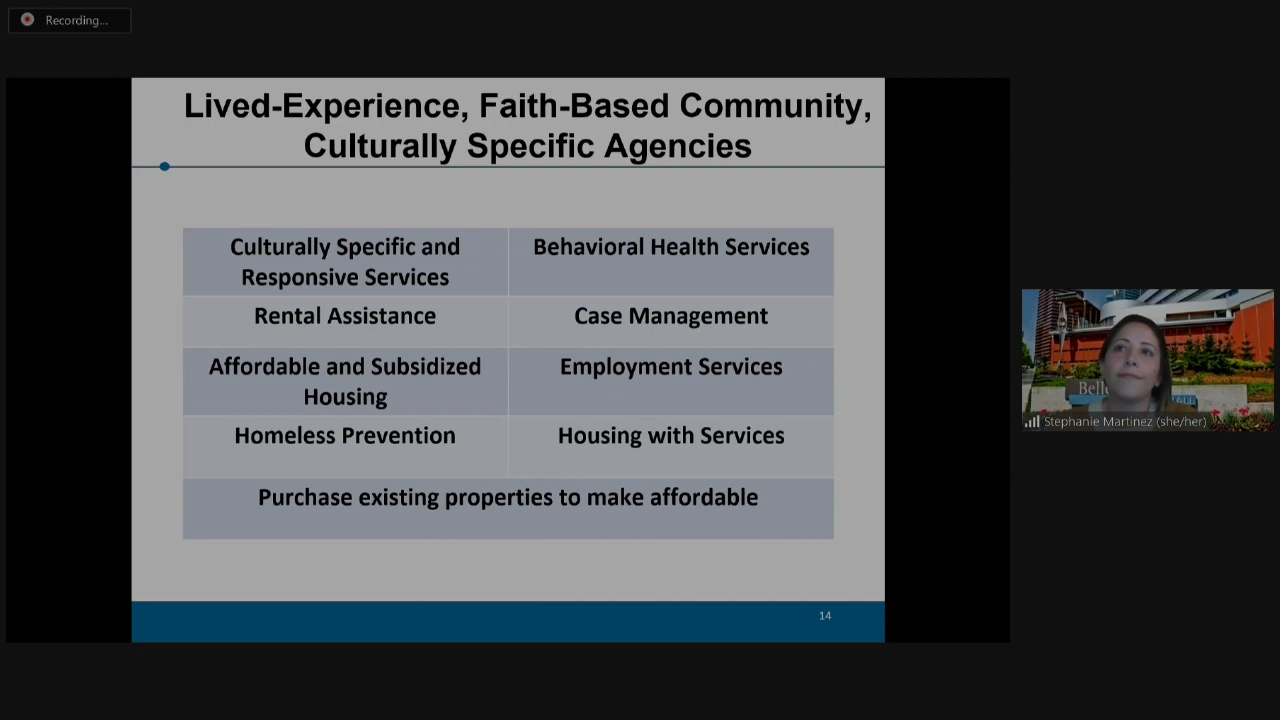 Recording...
Lived-Experience, Faith-Based Community,
Culturally Specific Agencies
Culturally Specific and
Responsive Services
Behavioral Health Services
Rental Assistance
Case Management
Affordable and Subsidized
Housing
Employment Services
Homeless Prevention
Housing with Services
Purchase existing properties to make affordable
14
Stephanie Martinez (she/her)